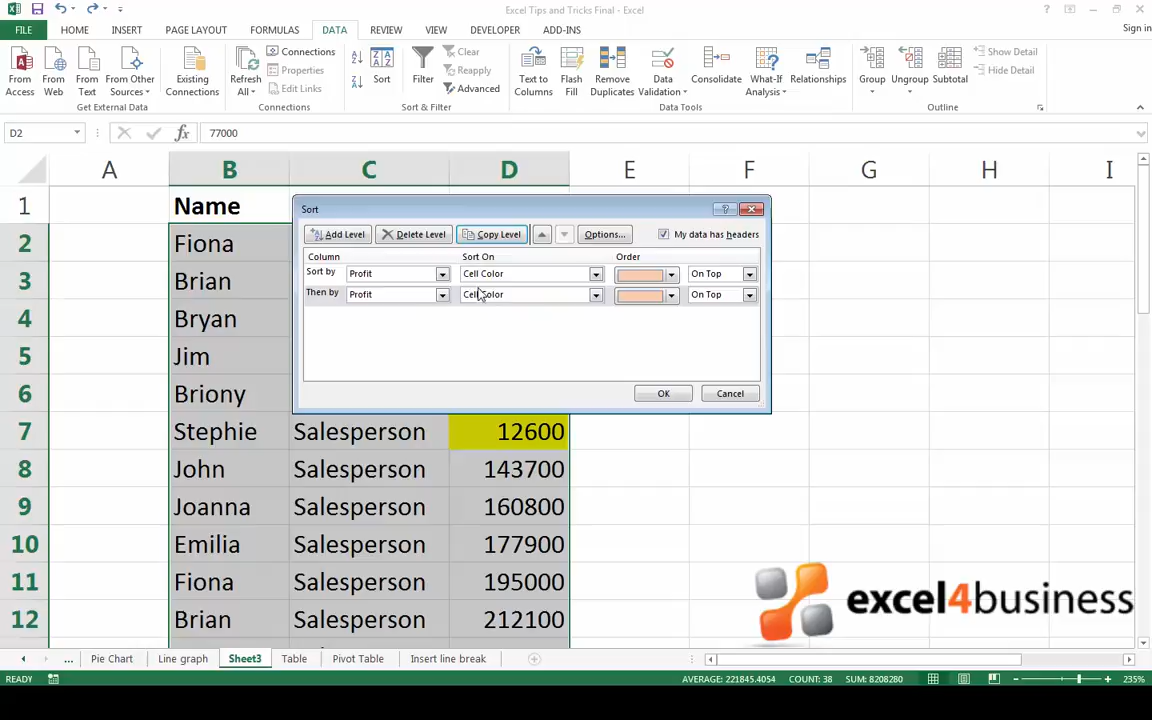 Excel Tips and Tricks Final - Excel
Sign in
FILE HOME INSERT PAGE LAYOUT FORMULAS DATA REVIEW VIEW DEVELOPER ADD-INS
From Access
From Web
From Text
From Other Sources
Existing Connections
Get External Data
Refresh All
Connections
Properties
Edit Links
Connections
Sort
Filter
Clear
Reapply
Advanced
Sort & Filter
Text to Columns
Flash Fill
Remove Duplicates
Data Validation
Consolidate
What-If Analysis
Relationships
Data Tools
Group
Ungroup
Subtotal
Show Detail
Hide Detail
Outline
D2 fx 77000
A B C D E F G H I
1 Name
2 Fiona
3 Brian
4 Bryan
5 Jim
6 Briony
7 Stephie Salesperson 12600
8 John Salesperson 143700
9 Joanna Salesperson 160800
10 Emilia Salesperson 177900
11 Fiona Salesperson 195000
12 Brian Salesperson 212100
Sort
Add Level Delete Level Copy Level Options... My data has headers
Column Sort On Order
Sort by Profit Cell Color On Top
Then by Profit Cell Color On Top
OK Cancel
excel4business
... Pie Chart Line graph Sheet3 Table Pivot Table Insert line break
READY AVERAGE: 221845.4054 COUNT: 38 SUM: 8208280 235%